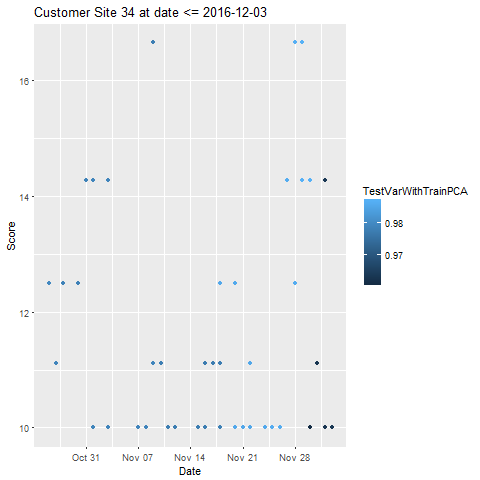 Customer Site 34 at date <= 2016-12-03
16
14
12
10
Score
Oct 31 Nov 07 Nov 14 Nov 21 Nov 28
Date
TestVarWithTrainPCA
0.98
0.97